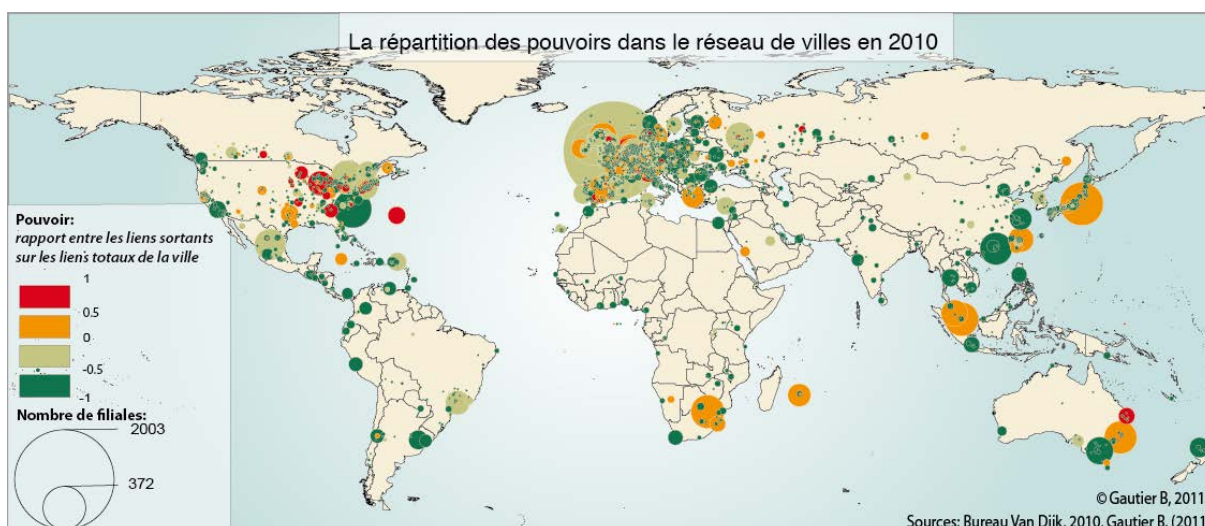 La répartition des pouvoirs dans le réseau de villes en 2010
Pouvoir:
rapport entre les liens sortants
sur les liens totaux de la ville
1
0.5
0
-0.5
-1
Nombre de filiales:
2003
372
© Gautier B, 2011
Sources: Bureau Van Dijk, 2010, Gautier B, (2011